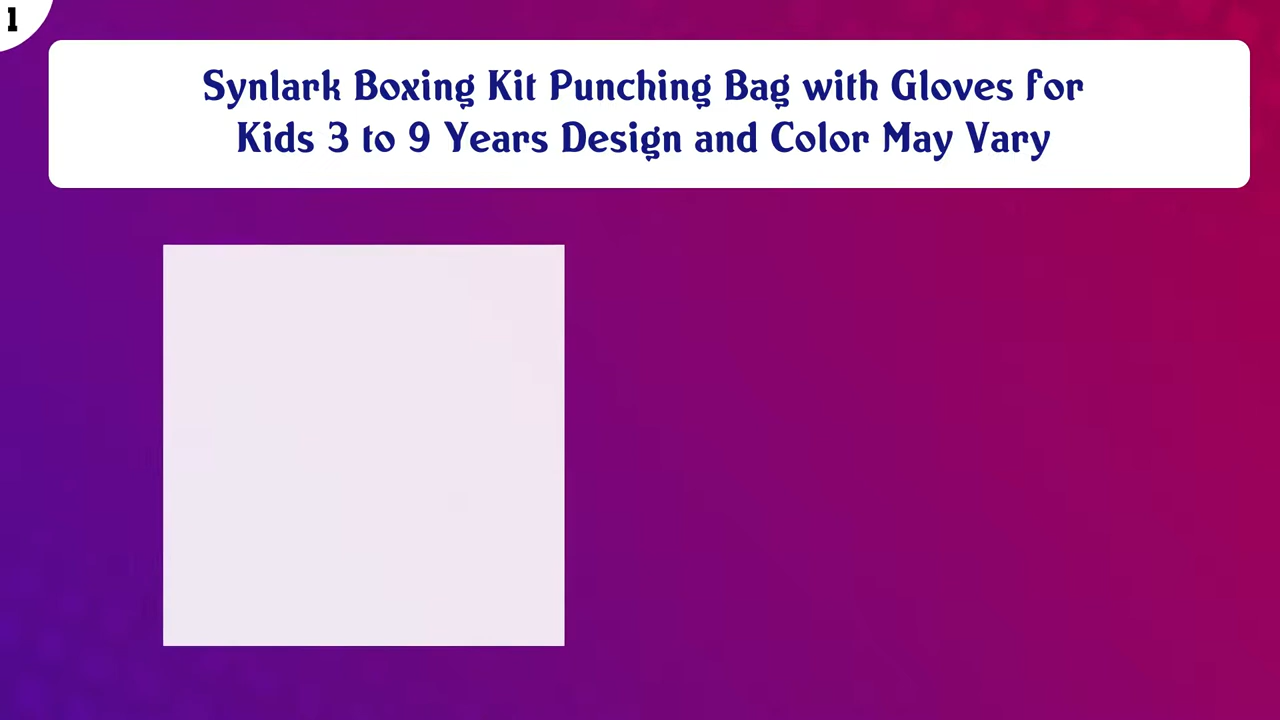 1
Synlark Boxing Kit Punching Bag with Gloves for
Kids 3 to 9 Years Design and Color May Vary